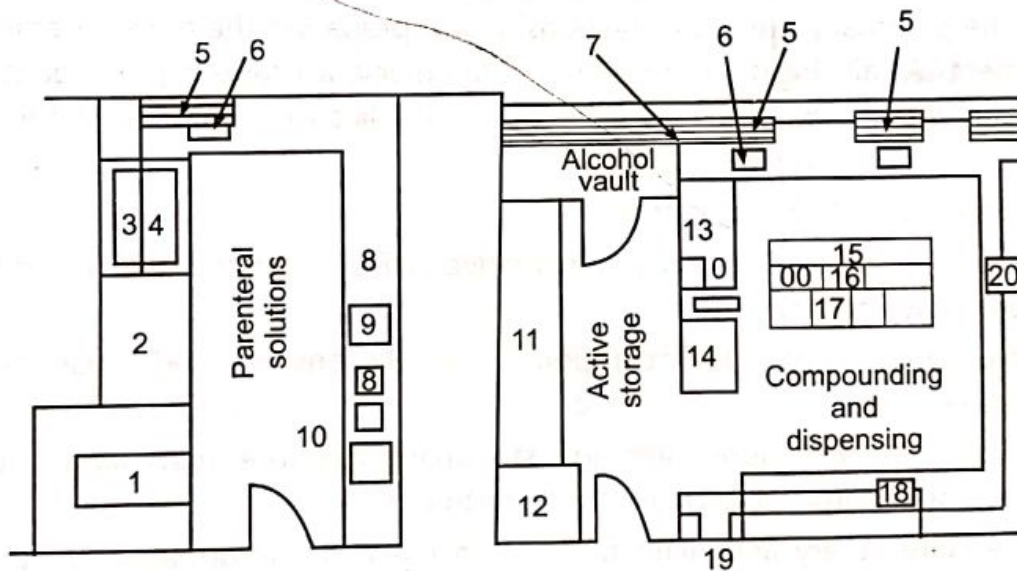 5
6
7
6
5
5
Alcohol
vault
3
4
8
13
0
15
00
16
20
Parenteral
solutions
2
9
11
Active
storage
17
8
14
Compounding
and
dispensing
10
1
12
18
19